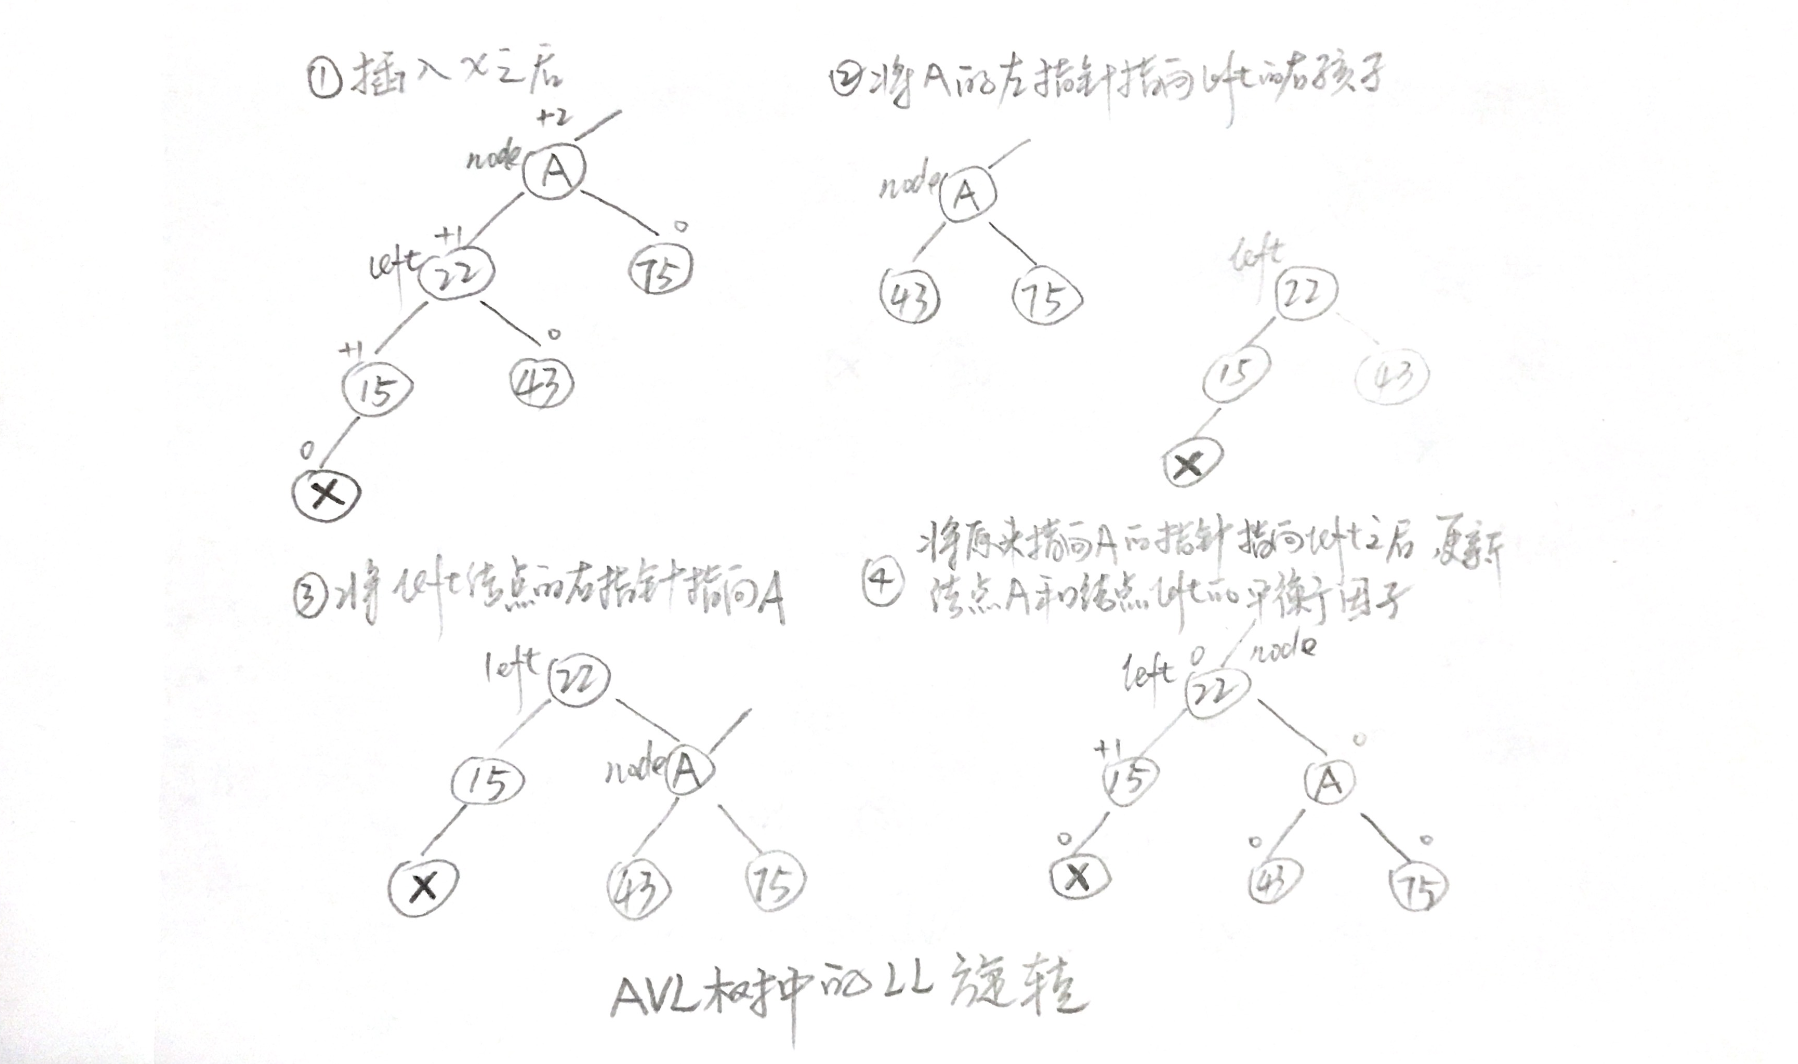 ①插入X之后
+2
node
A
+1
0
left
22
75
+1
0
15
43
0
X
②将A的左指针指向left的右孩子
node
A
43
75
left
22
15
43
X
③将left结点的右指针指向A
left
22
15
node
A
X
43
75
④将原来指向A的指针指向left之后 更新
结点A和结点left的平衡因子
left
0
node
22
+1
0
15
A
0
0
0
X
43
75
AVL树中的LL旋转